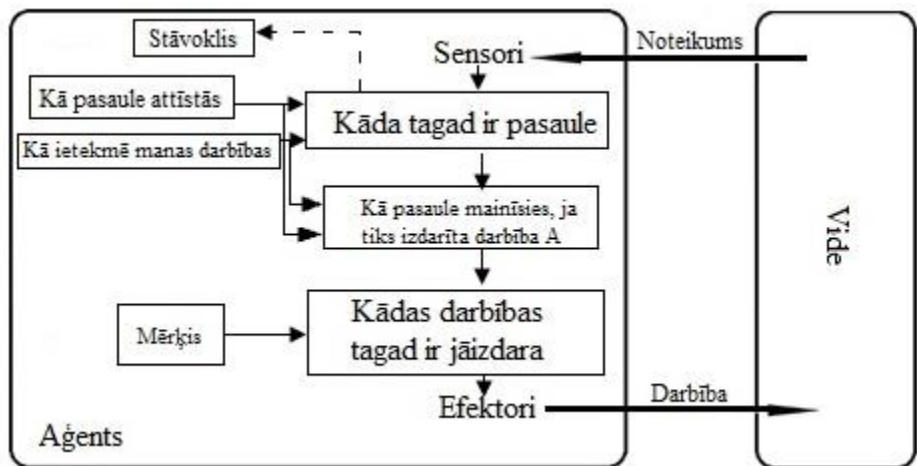 Stāvoklis
Sensori
Noteikums
Kā pasaule attīstās
Kāda tagad ir pasaule
Kā ietekmē manas darbības
Kā pasaule mainīsies, ja
tiks izdarīta darbība A
Vide
Mērķis
Kādas darbības
tagad ir jāizdara
Efektori
Darbība
Aģents